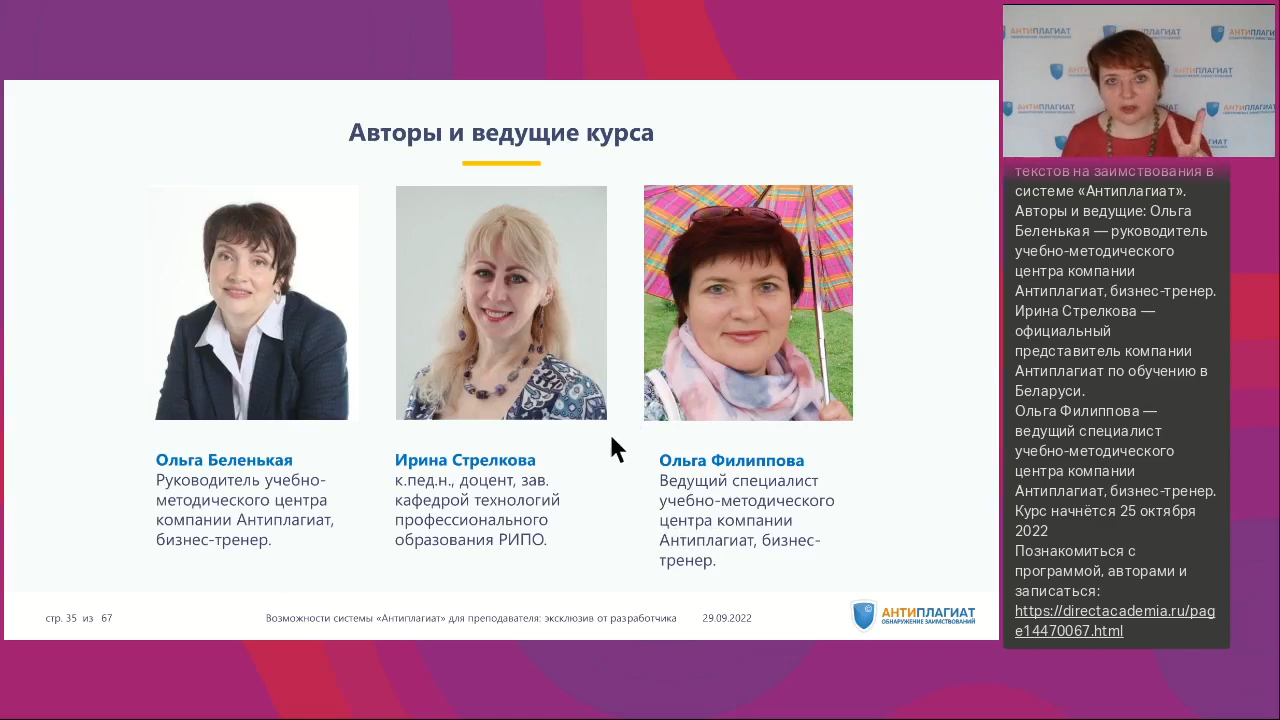 Авторы и ведущие курса
Ольга Беленькая
Руководитель учебно-
методического центра
компании Антиплагиат,
бизнес-тренер.
Ирина Стрелкова
к.пед.н., доцент, зав.
кафедрой технологий
профессионального
образования РИПО.
Ольга Филиппова
Ведущий специалист
учебно-методического
центра компании
Антиплагиат, бизнес-
тренер.
стр. 35 из 67
Возможности системы «Антиплагиат» для преподавателя: эксклюзив от разработчика
29.09.2022
АНТИПЛАГИАТ
ОБНАРУЖЕНИЕ ЗАИМСТВОВАНИЙ
АНТИПЛАГИАТ
текстов на заимствования в
системе «Антиплагиат».
Авторы и ведущие: Ольга
Беленькая — руководитель
учебно-методического
центра компании
Антиплагиат, бизнес-тренер.
Ирина Стрелкова —
официальный
представитель компании
Антиплагиат по обучению в
Беларуси.
Ольга Филиппова —
ведущий специалист
учебно-методического
центра компании
Антиплагиат, бизнес-тренер.
Курс начнётся 25 октября
2022
Познакомиться с
программой, авторами и
записаться:
https://directacademia.ru/pag
e14470067.html